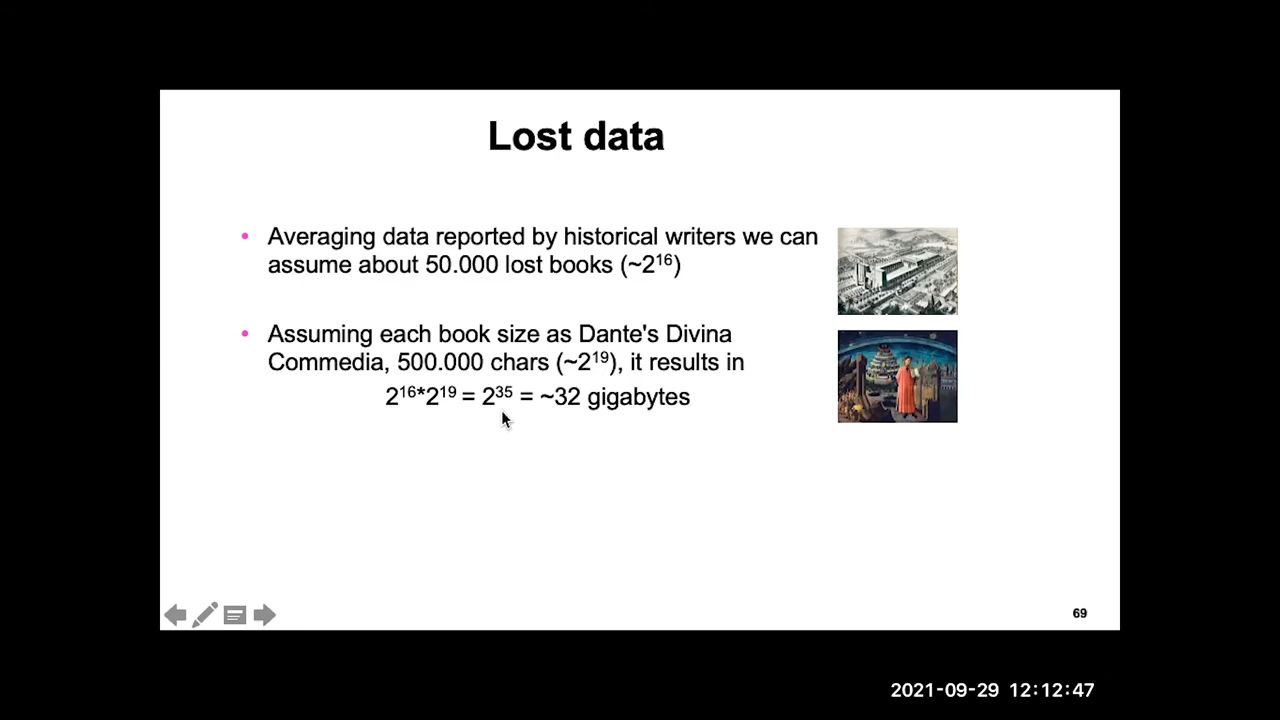 Lost data
• Averaging data reported by historical writers we can
assume about 50.000 lost books (~2¹⁶)
• Assuming each book size as Dante's Divina
Commedia, 500.000 chars (~2¹⁹), it results in
2¹⁶*2¹⁹ = 2³⁵ = ~32 gigabytes
69
2021-09-29 12:12:47